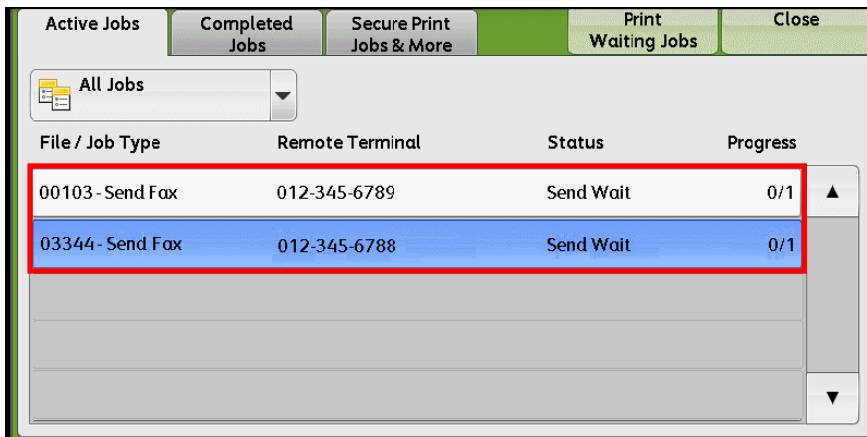 Active Jobs
Completed
Jobs
Secure Print
Jobs & More
Print
Waiting Jobs
Close
All Jobs
File / Job Type Remote Terminal Status Progress
00103 - Send Fax 012-345-6789 Send Wait 0/1
03344 - Send Fax 012-345-6788 Send Wait 0/1